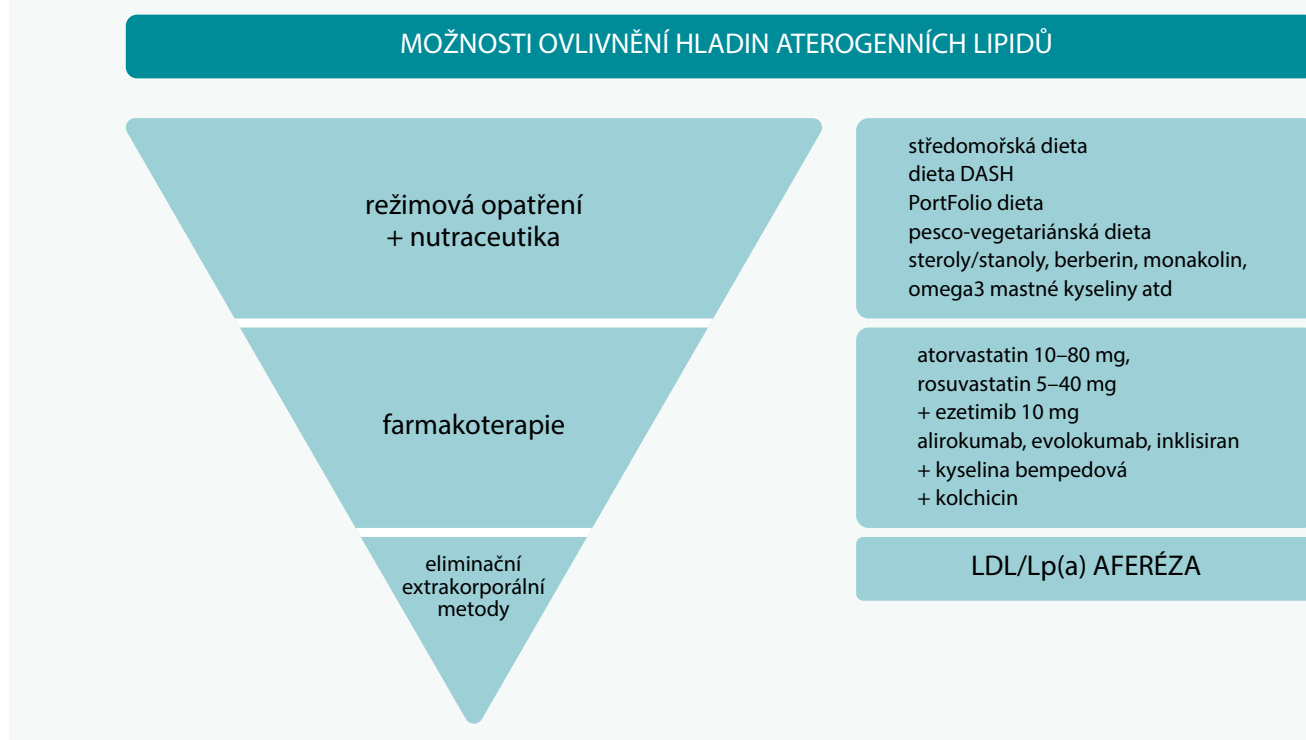 MOŽNOSTI OVLIVNĚNÍ HLADIN ATEROGENNÍCH LIPIDŮ
režimová opatření
+ nutraceutika
středomořská dieta
dieta DASH
PortFolio dieta
pesco-vegetariánská dieta
steroly/stanoly, berberin, monakolin,
omega3 mastné kyseliny atd
farmakoterapie
atorvastatin 10–80 mg,
rosuvastatin 5–40 mg
+ ezetimib 10 mg
alirokumab, evolokumab, inklisiran
+ kyselina bempedová
+ kolchicin
eliminační
extrakorporální
metody
LDL/Lp(a) AFERÉZA